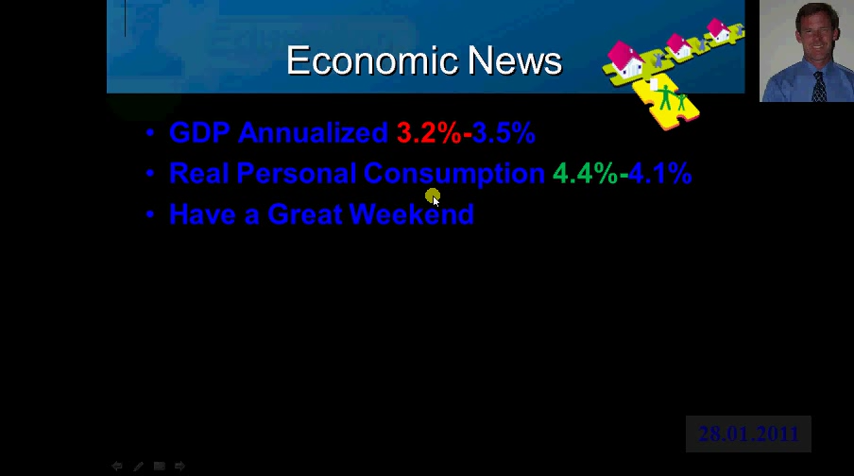 Economic News
• GDP Annualized 3.2%-3.5%
• Real Personal Consumption 4.4%-4.1%
• Have a Great Weekend
28.01.2011